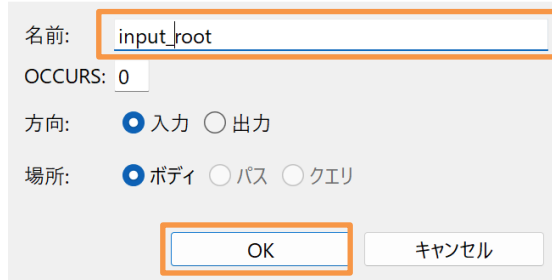 名前: input_root
OCCURS: 0
方向: 入力 出力
場所: ボディ パス クエリ
OK キャンセル